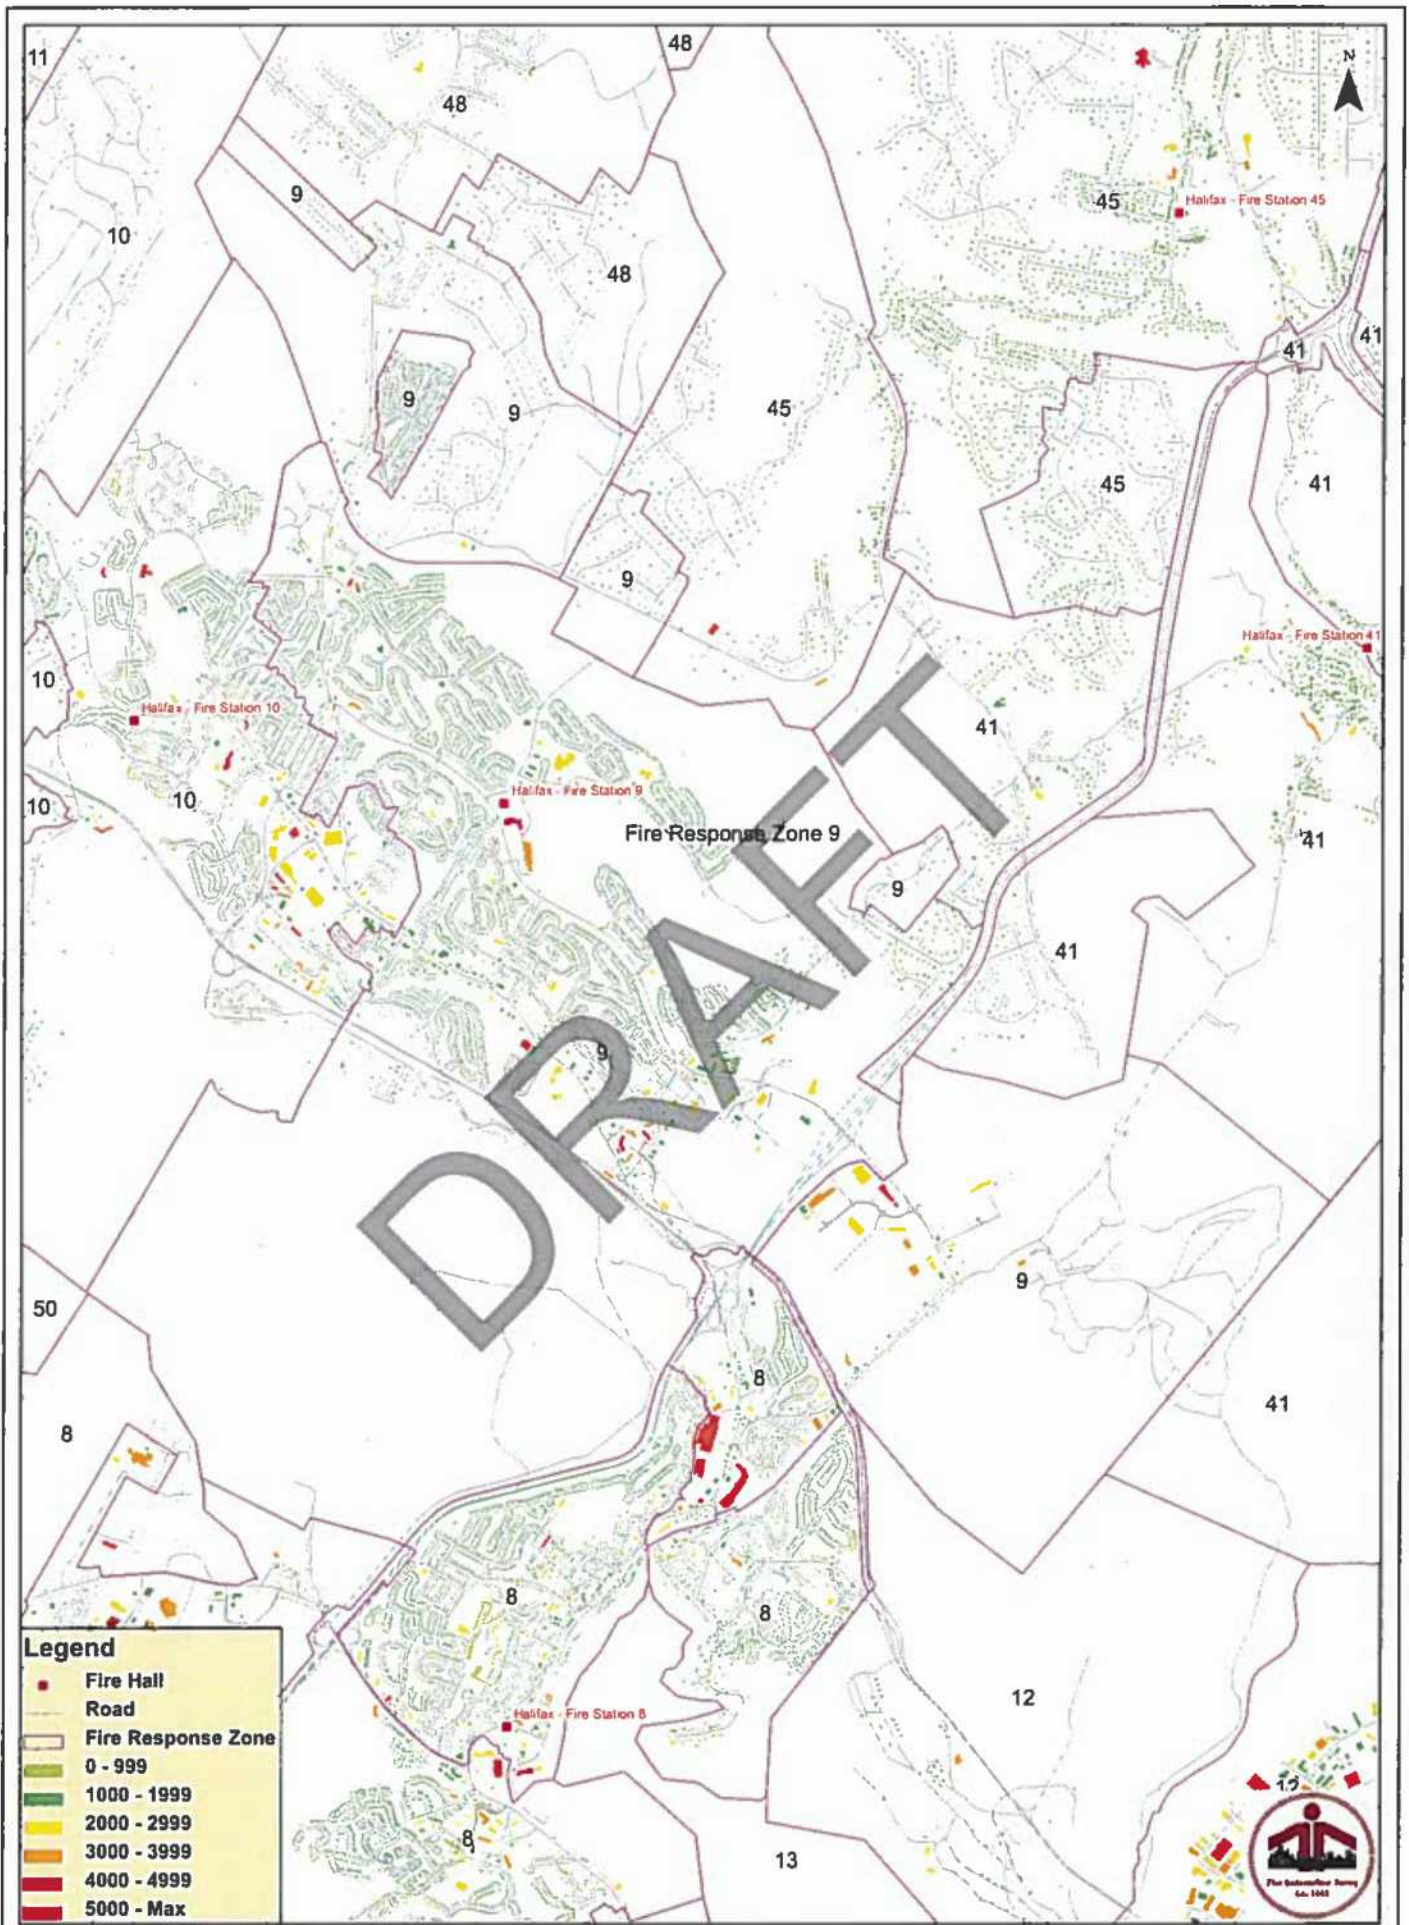 11
48
48
2
9
45
Halifax - Fire Station 45
10
48
41
41
9
9
45
45
41
9
Halifax - Fire Station 41
10
Halifax - Fire Station 10
41
Halifax - Fire Station 9
10
10
Fire Response Zone 9
41
9
41
9
DRAFT
9
50
8
41
8
8
8
12
Halifax - Fire Station 8
12
8
13
Legend
Fire Hall
Road
Fire Response Zone
0 - 999
1000 - 1999
2000 - 2999
3000 - 3999
4000 - 4999
5000 - Max